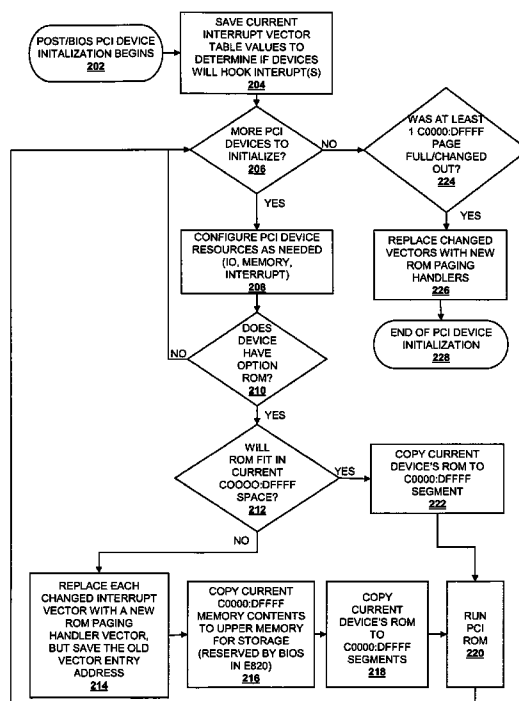 POST/BIOS PCI DEVICE
INITALIZATION BEGINS
202
SAVE CURRENT
INTERRUPT VECTOR
TABLE VALUES TO
DETERMINE IF DEVICES
WILL HOOK INTERUPT(S)
204
MORE PCI
DEVICES TO
INITIALIZE?
206
NO
WAS AT LEAST
1 C0000:DFFFF
PAGE
FULL/CHANGED
OUT?
224
YES
YES
CONFIGURE PCI DEVICE
RESOURCES AS NEEDED
(IO, MEMORY,
INTERRUPT)
208
REPLACE CHANGED
VECTORS WITH NEW
ROM PAGING
HANDLERS
226
END OF PCI DEVICE
INITIALIZATION
228
NO
DOES
DEVICE
HAVE
OPTION
ROM?
210
YES
WILL
ROM FIT IN
CURRENT
COOOO:DFFFF
SPACE?
212
YES
COPY CURRENT
DEVICE'S ROM TO
C0000:DFFFF
SEGMENT
222
NO
REPLACE EACH
CHANGED INTERRUPT
VECTOR WITH A NEW
ROM PAGING
HANDLER VECTOR,
BUT SAVE THE OLD
VECTOR ENTRY
ADDRESS
214
COPY CURRENT
C0000:DFFFF
MEMORY CONTENTS
TO UPPER MEMORY
FOR STORAGE
(RESERVED BY BIOS
IN E820)
216
COPY
CURRENT
DEVICE'S ROM
TO
C0000:DFFFF
SEGMENTS
218
RUN
PCI
ROM
220